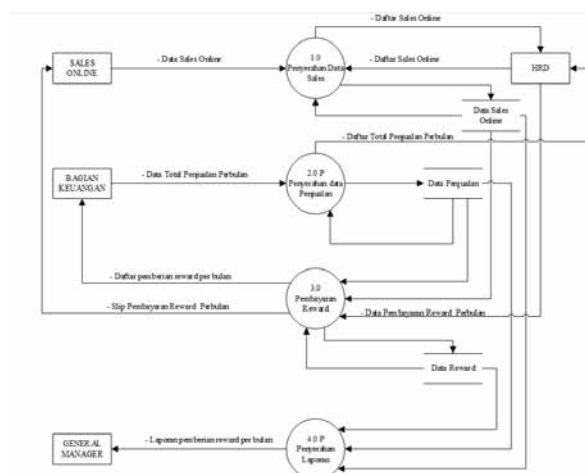 - Daftar Sales Online
SALES
ONLINE
- Data Sales Online
1.0
Penyerahan Data
Sales
- Daftar Sales Online
HRD
Data Sales
Online
- Daftar Total Penjualan Perbulan
BAGIAN
KEUANGAN
- Data Total Penjualan Perbulan
2.0 P
Penyerahan data
Penjualan
Data Penjualan
- Daftar pemberian reward per bulan
- Slip Pembayaran Reward Perbulan
3.0
Pembayaran
Reward
- Data Pembayaran Reward Perbulan
Data Reward
GENERAL
MANAGER
- Laporan pemberian reward per bulan
4.0 P
Penyerahan
Laporan